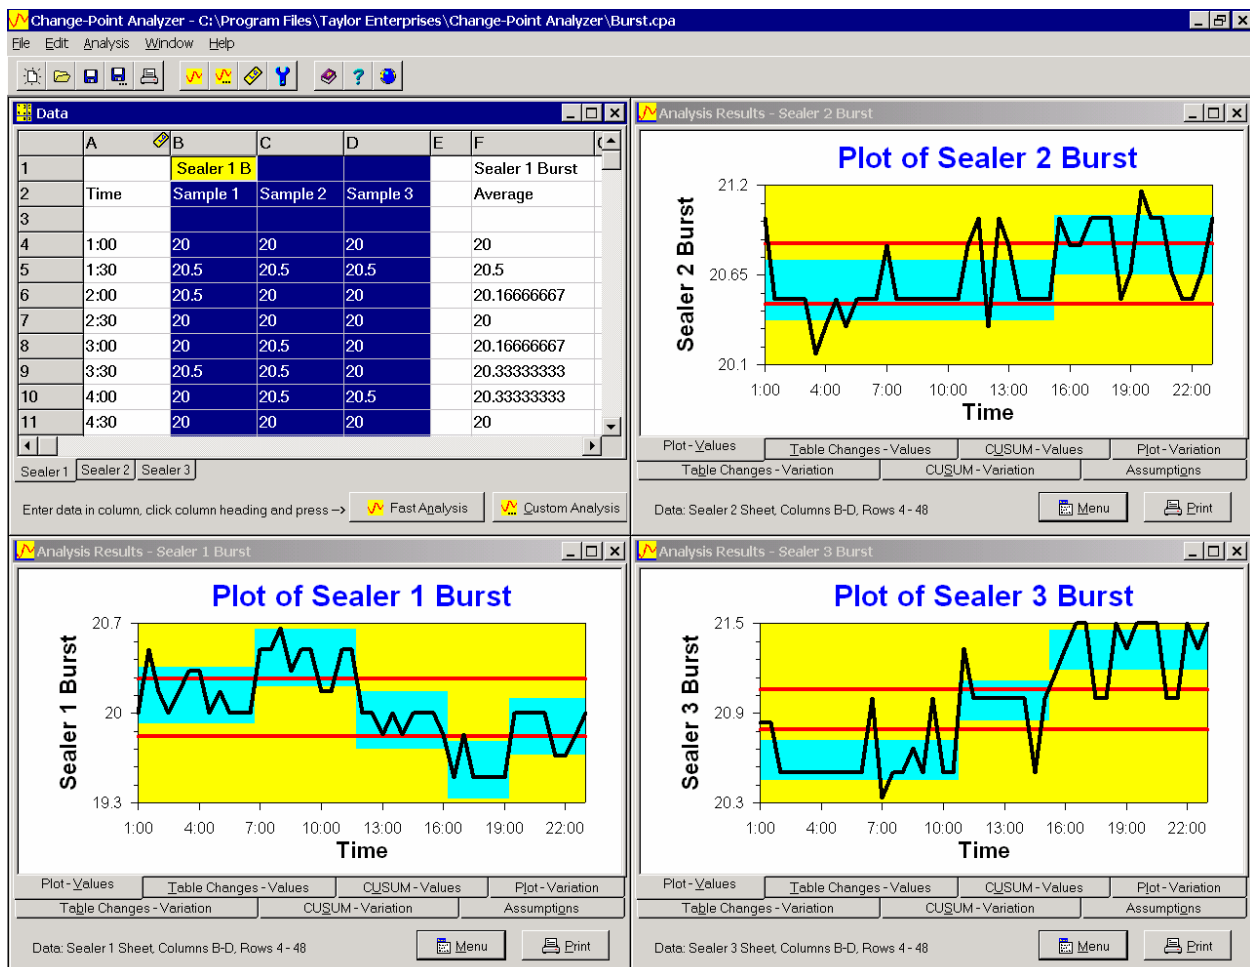 Change-Point Analyzer - C:\Program Files\Taylor Enterprises\Change-Point Analyzer\Burst.cpa
File Edit Analysis Window Help
Data
A B C D E F
1 Sealer 1 B Sealer 1 Burst
2 Time Sample 1 Sample 2 Sample 3 Average
3
4 1:00 20 20 20 20
5 1:30 20.5 20.5 20.5 20.5
6 2:00 20.5 20 20 20.16666667
7 2:30 20 20 20 20
8 3:00 20 20.5 20 20.16666667
9 3:30 20.5 20.5 20 20.33333333
10 4:00 20 20.5 20.5 20.33333333
11 4:30 20 20 20 20
Sealer 1 Sealer 2 Sealer 3
Enter data in column, click column heading and press --> Fast Analysis Custom Analysis
Analysis Results - Sealer 2 Burst
Plot of Sealer 2 Burst
Sealer 2 Burst
21.2
20.65
20.1
1:00 4:00 7:00 10:00 13:00 16:00 19:00 22:00
Time
Plot - Values Table Changes - Values CUSUM - Values Plot - Variation
Table Changes - Variation CUSUM - Variation Assumptions
Data: Sealer 2 Sheet, Columns B-D, Rows 4 - 48 Menu Print
Analysis Results - Sealer 1 Burst
Plot of Sealer 1 Burst
Sealer 1 Burst
20.7
20
19.3
1:00 4:00 7:00 10:00 13:00 16:00 19:00 22:00
Time
Plot - Values Table Changes - Values CUSUM - Values Plot - Variation
Table Changes - Variation CUSUM - Variation Assumptions
Data: Sealer 1 Sheet, Columns B-D, Rows 4 - 48 Menu Print
Analysis Results - Sealer 3 Burst
Plot of Sealer 3 Burst
Sealer 3 Burst
21.5
20.9
20.3
1:00 4:00 7:00 10:00 13:00 16:00 19:00 22:00
Time
Plot - Values Table Changes - Values CUSUM - Values Plot - Variation
Table Changes - Variation CUSUM - Variation Assumptions
Data: Sealer 3 Sheet, Columns B-D, Rows 4 - 48 Menu Print